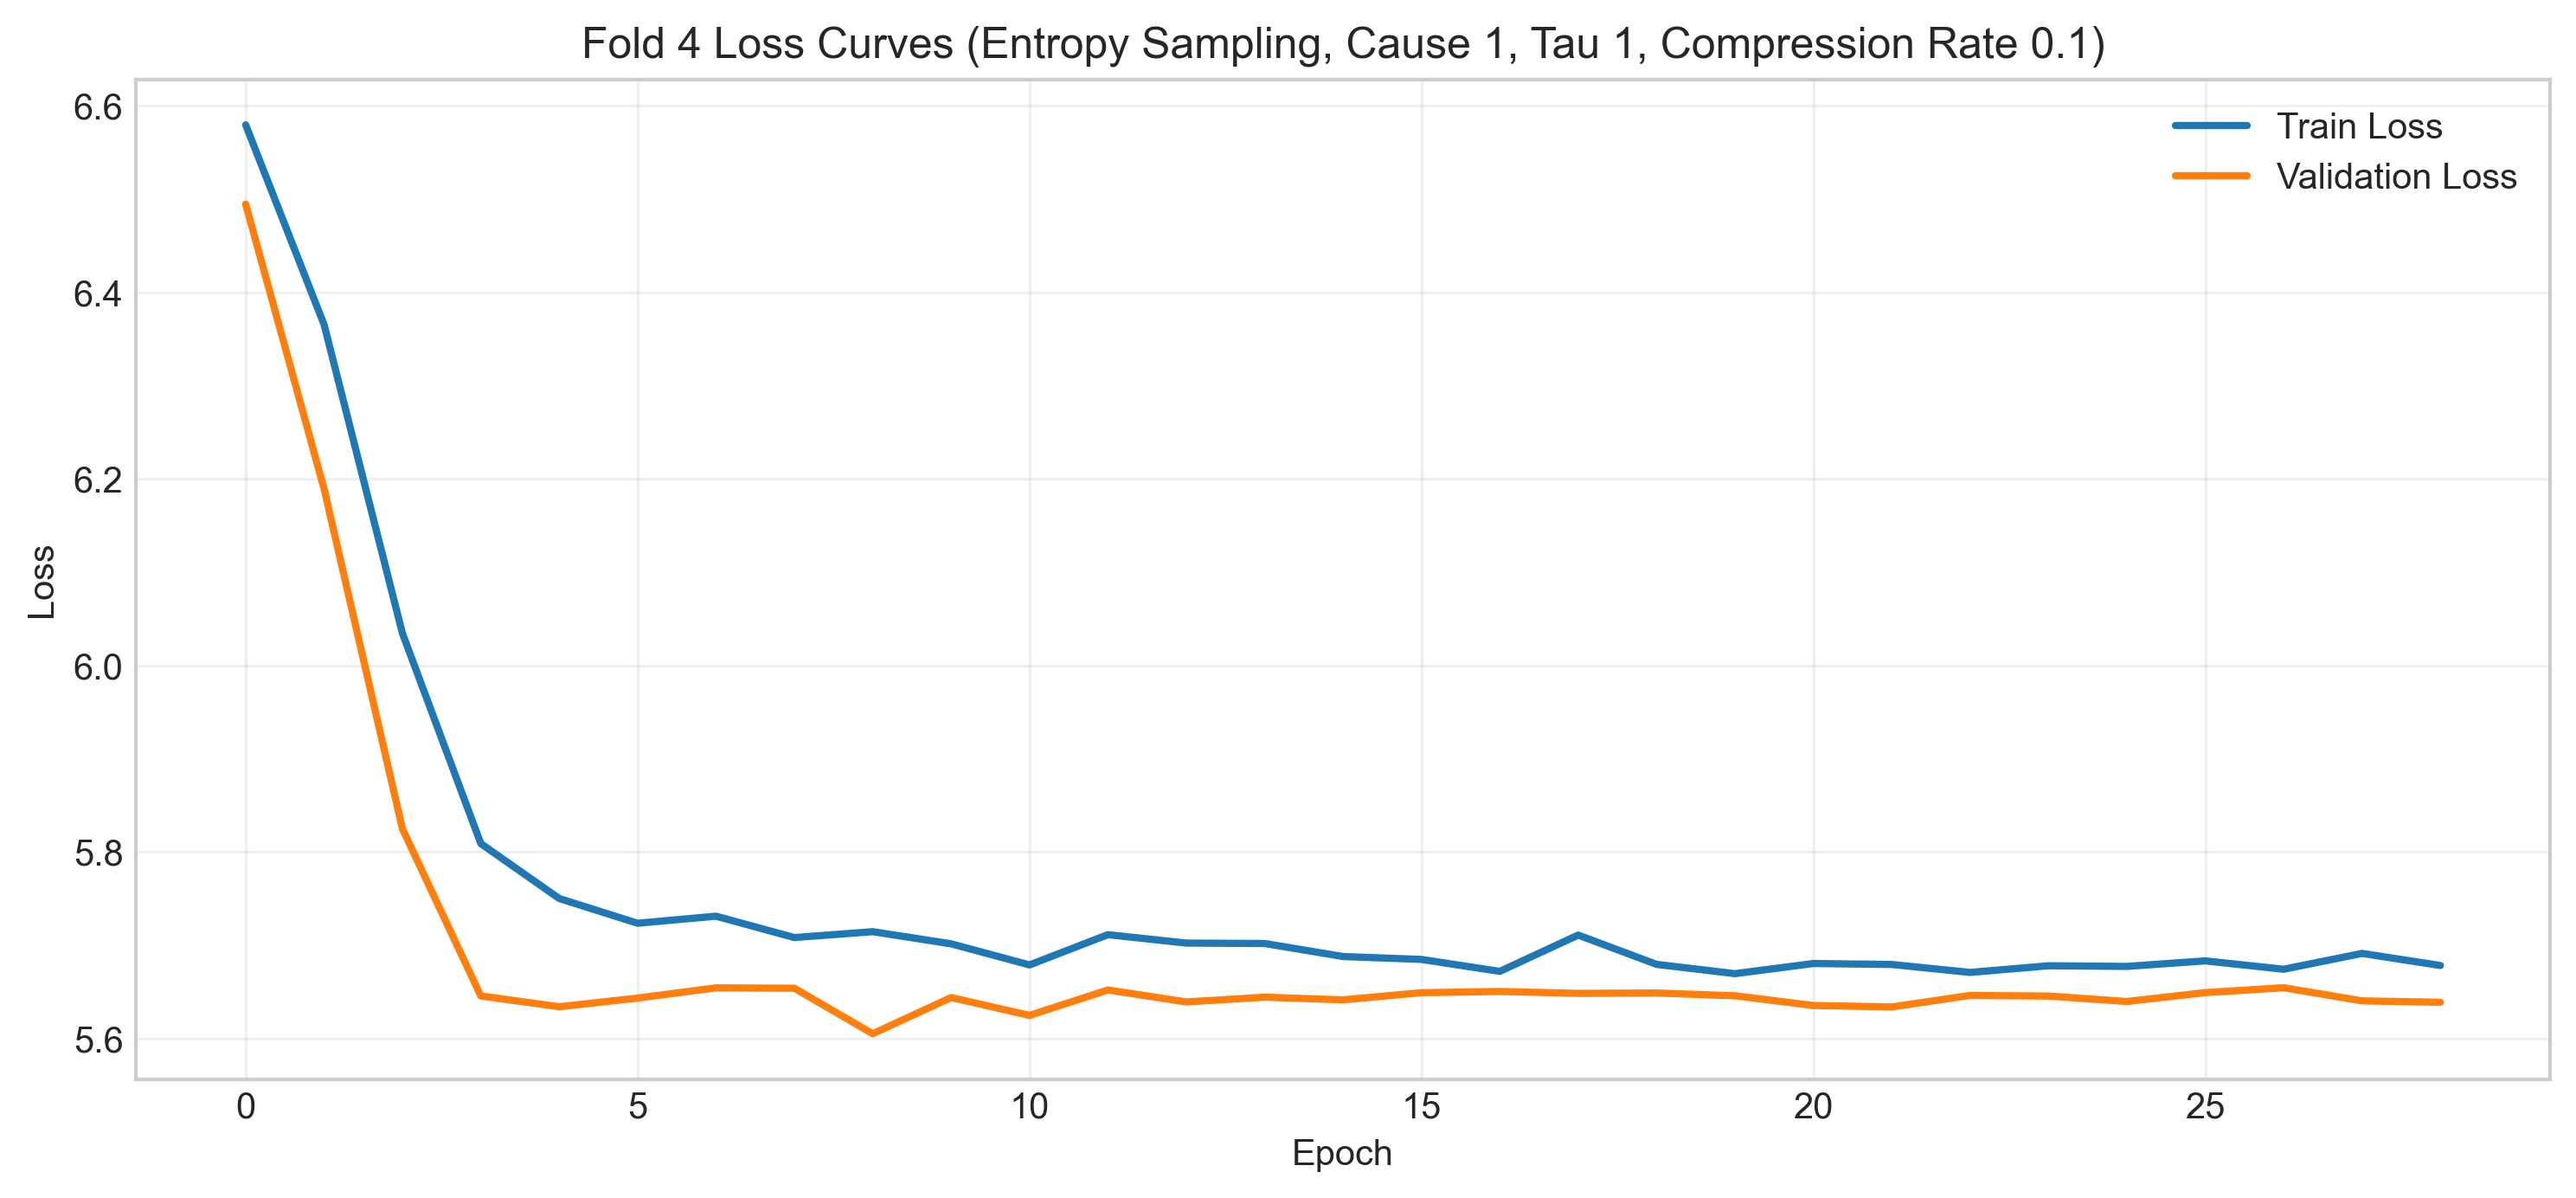 Fold 4 Loss Curves (Entropy Sampling, Cause 1, Tau 1, Compression Rate 0.1)
Train Loss
Validation Loss
6.6
6.4
6.2
6.0
5.8
5.6
Loss
0 5 10 15 20 25
Epoch